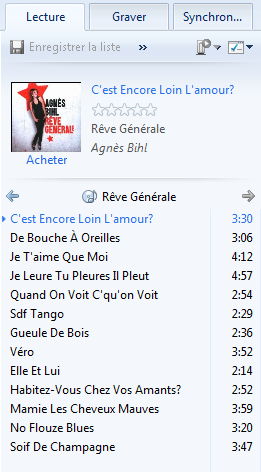 Lecture Graver Synchron...
Enregistrer la liste »
C'est Encore Loin L'amour?
Rêve Générale
Agnès Bihl
AGNÈS
BIHL
RÊVE
GÉNÉRAL!
Acheter
Rêve Générale
C'est Encore Loin L'amour? 3:30
De Bouche À Oreilles 3:06
Je T'aime Que Moi 4:12
Je Leure Tu Pleures Il Pleut 4:57
Quand On Voit C'qu'on Voit 2:54
Sdf Tango 2:29
Gueule De Bois 2:36
Véro 3:52
Elle Et Lui 2:14
Habitez-Vous Chez Vos Amants? 2:52
Mamie Les Cheveux Mauves 3:59
No Flouze Blues 3:30
Soif De Champagne 3:47